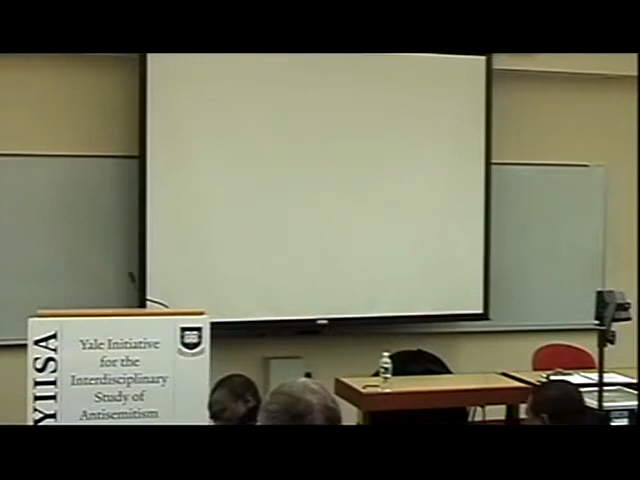 YIISA
Yale Initiative
for the
Interdisciplinary
Study of
Antisemitism